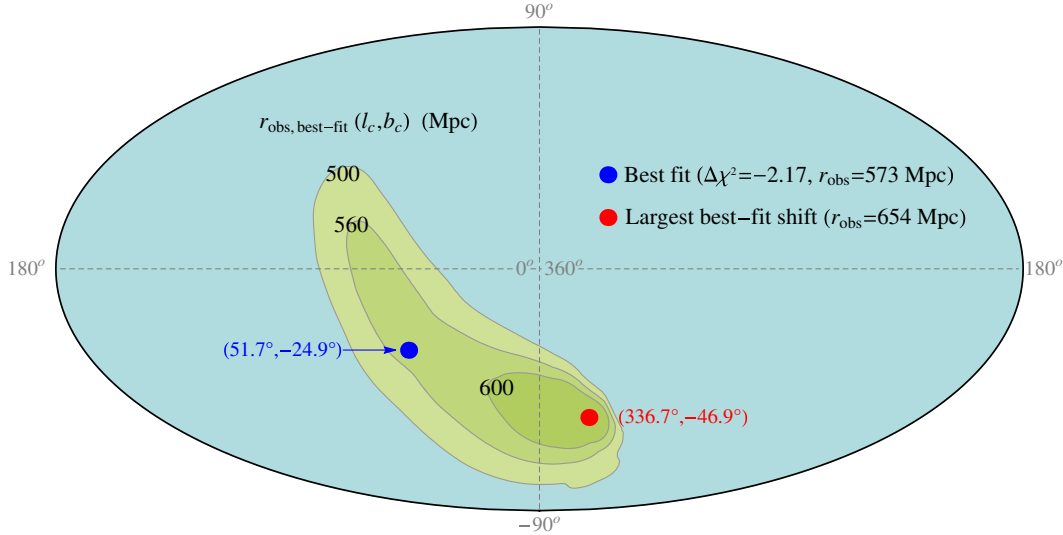 90°
r_obs,best−fit (l_c,b_c) (Mpc)
500
Best fit (Δχ²=−2.17, r_obs=573 Mpc)
560
Largest best−fit shift (r_obs=654 Mpc)
180° 0° 360° 180°
(51.7°,−24.9°)
600
(336.7°,−46.9°)
−90°